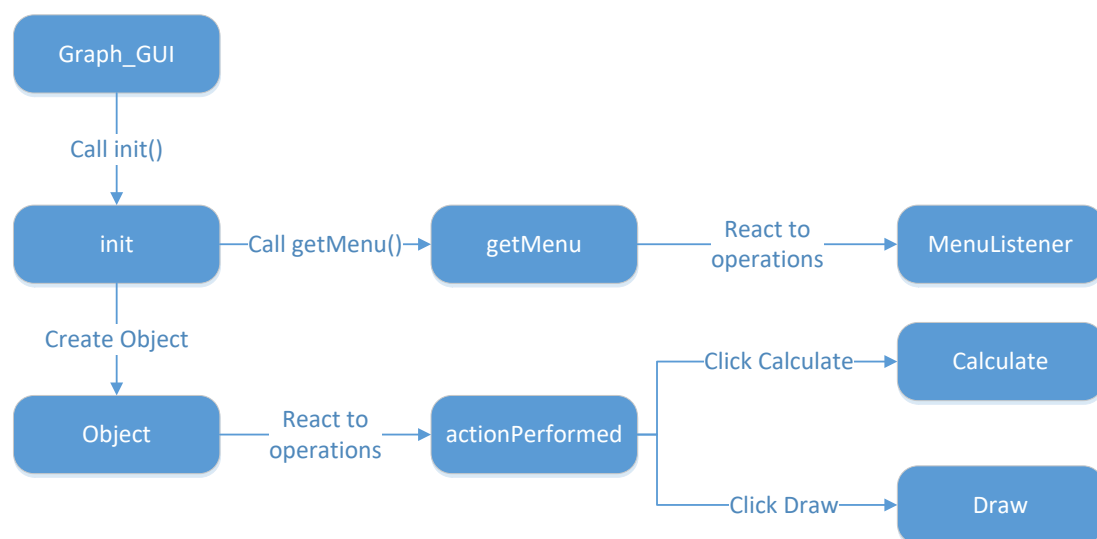 Graph_GUI
Call init()
init
Call getMenu()
getMenu
React to
operations
MenuListener
Create Object
Click Calculate
Calculate
Object
React to
operations
actionPerformed
Click Draw
Draw